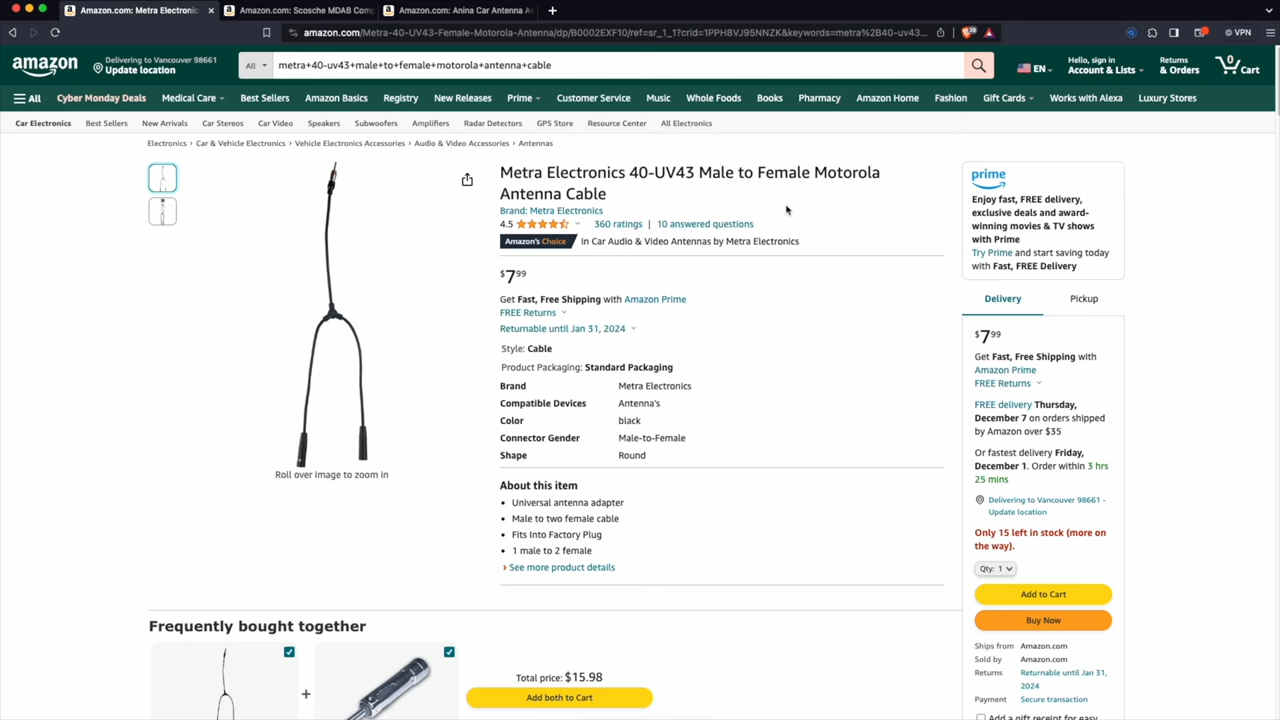 Amazon.com: Metra Electronic
Amazon.com: Scosche MDAB Comp
Amazon.com: Anina Car Antenna Ad
amazon.com/Metra-40-UV43-Female-Motorola-Antenna/dp/B0002EXF10/ref=sr_1_1?crid=1PPH8VJ95NNZK&keywords=metra%2B40-uv43...
VPN
amazon
Delivering to Vancouver 98661
Update location
All
metra+40-uv43+male+to+female+motorola+antenna+cable
EN
Hello, sign in
Account & Lists
Returns
& Orders
0
Cart
All
Cyber Monday Deals
Medical Care
Best Sellers
Amazon Basics
Registry
New Releases
Prime
Customer Service
Music
Whole Foods
Books
Pharmacy
Amazon Home
Fashion
Gift Cards
Works with Alexa
Luxury Stores
Car Electronics
Best Sellers
New Arrivals
Car Stereos
Car Video
Speakers
Subwoofers
Amplifiers
Radar Detectors
GPS Store
Resource Center
All Electronics
Electronics › Car & Vehicle Electronics › Vehicle Electronics Accessories › Audio & Video Accessories › Antennas
Roll over image to zoom in
Metra Electronics 40-UV43 Male to Female Motorola
Antenna Cable
Brand: Metra Electronics
4.5
360 ratings | 10 answered questions
Amazon's Choice in Car Audio & Video Antennas by Metra Electronics
$7 99
Get Fast, Free Shipping with Amazon Prime
FREE Returns
Returnable until Jan 31, 2024
Style: Cable
Product Packaging: Standard Packaging
Brand Metra Electronics
Compatible Devices Antenna's
Color black
Connector Gender Male-to-Female
Shape Round
About this item
• Universal antenna adapter
• Male to two female cable
• Fits Into Factory Plug
• 1 male to 2 female
› See more product details
prime
Enjoy fast, FREE delivery,
exclusive deals and award-
winning movies & TV shows
with Prime
Try Prime and start saving today
with Fast, FREE Delivery
Delivery
Pickup
$7 99
Get Fast, Free Shipping with
Amazon Prime
FREE Returns
FREE delivery Thursday,
December 7 on orders shipped
by Amazon over $35
Or fastest delivery Friday,
December 1. Order within 3 hrs
25 mins
Delivering to Vancouver 98661 -
Update location
Only 15 left in stock (more on
the way).
Qty: 1
Add to Cart
Buy Now
Ships from Amazon.com
Sold by Amazon.com
Returns Returnable until Jan 31,
2024
Payment Secure transaction
Add a gift receipt for easy
Frequently bought together
+
Total price: $15.98
Add both to Cart